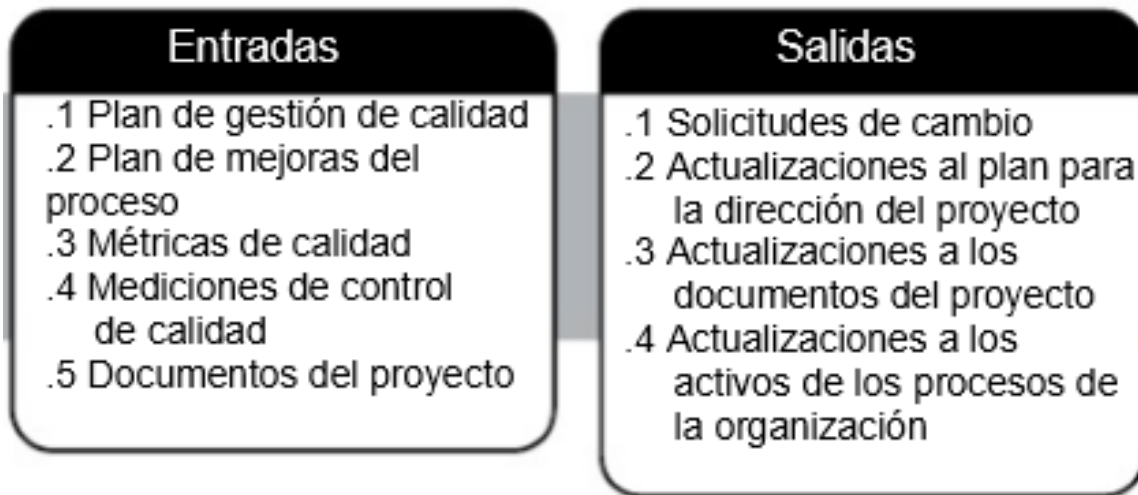 Entradas
.1 Plan de gestión de calidad
.2 Plan de mejoras del
proceso
.3 Métricas de calidad
.4 Mediciones de control
de calidad
.5 Documentos del proyecto
Salidas
.1 Solicitudes de cambio
.2 Actualizaciones al plan para
la dirección del proyecto
.3 Actualizaciones a los
documentos del proyecto
.4 Actualizaciones a los
activos de los procesos de
la organización